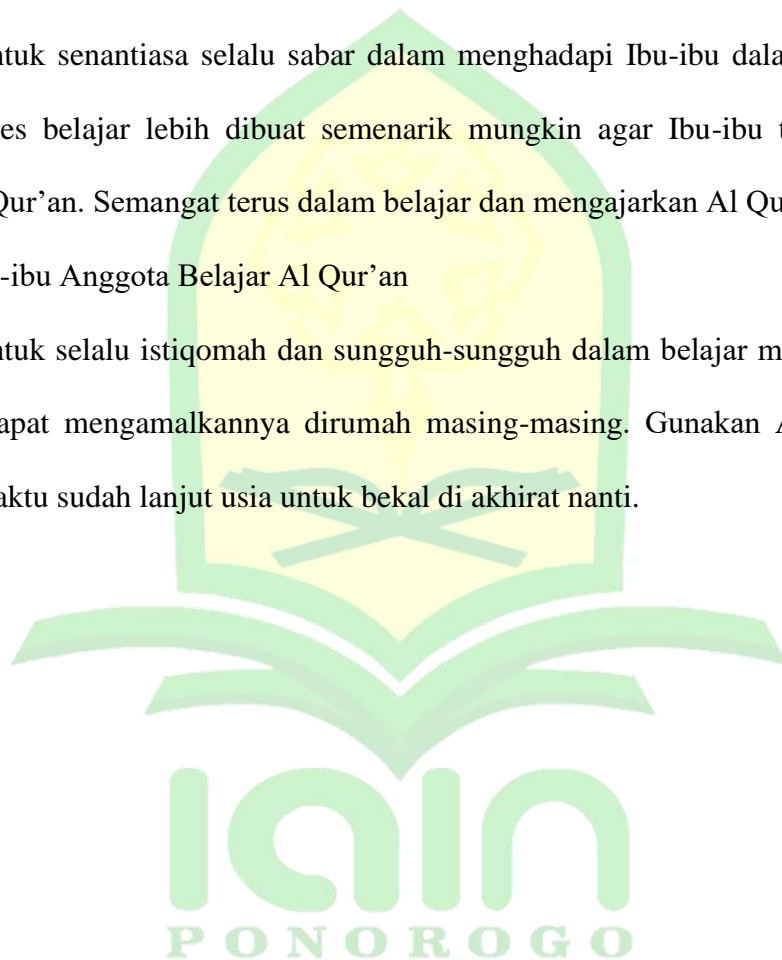 ntuk senantiasa selalu sabar dalam menghadapi Ibu-ibu dala
es belajar lebih dibuat semenarik mungkin agar Ibu-ibu t
Qur’an. Semangat terus dalam belajar dan mengajarkan Al Qu
-ibu Anggota Belajar Al Qur’an
ntuk selalu istiqomah dan sungguh-sungguh dalam belajar m
apat mengamalkannya dirumah masing-masing. Gunakan A
aktu sudah lanjut usia untuk bekal di akhirat nanti.
IAIN
PONOROGO